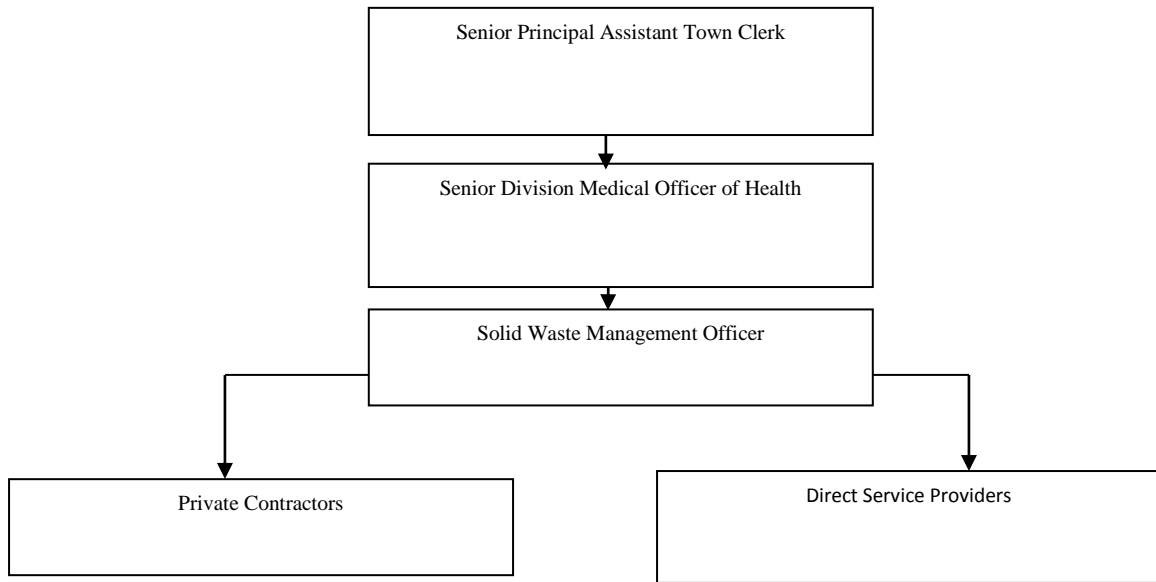 Senior Principal Assistant Town Clerk
Senior Division Medical Officer of Health
Solid Waste Management Officer
Private Contractors
Direct Service Providers